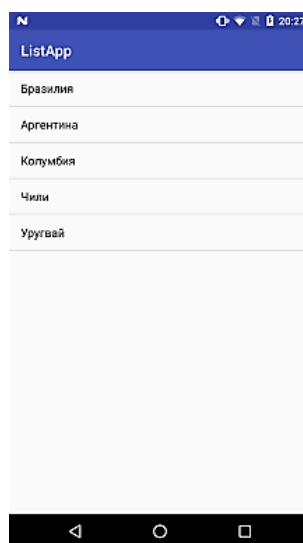 20:27
ListApp
Бразилия
Аргентина
Колумбия
Чили
Уругвай